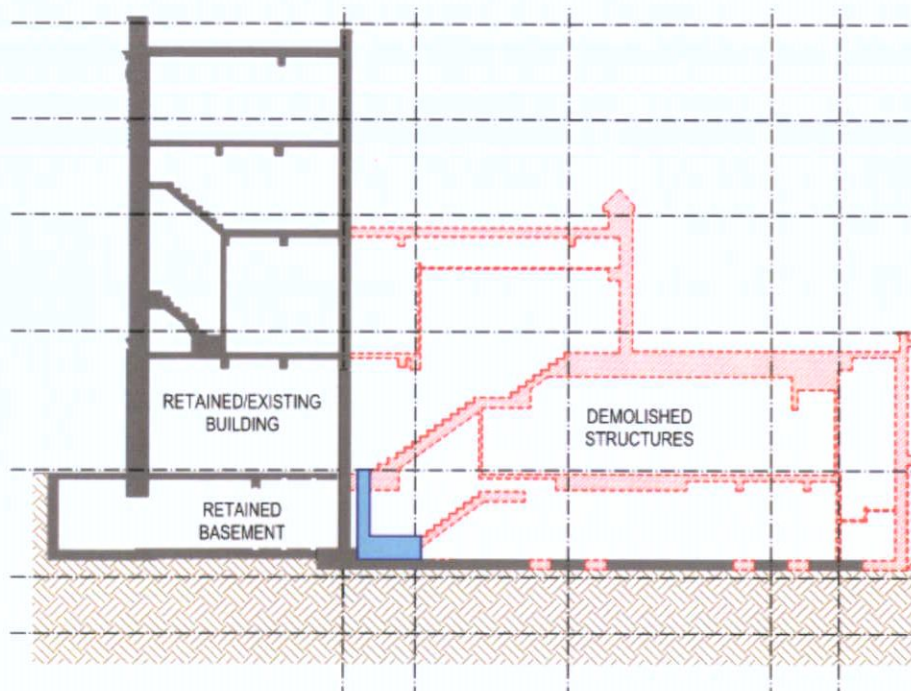 RETAINED/EXISTING
BUILDING
DEMOLISHED
STRUCTURES
RETAINED
BASEMENT